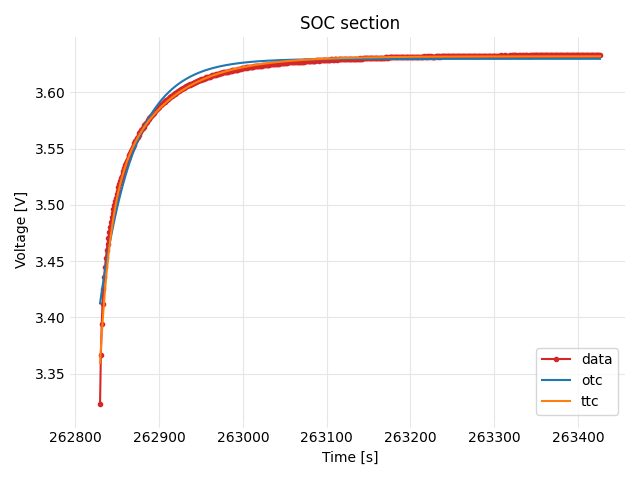 SOC section
Voltage [V]
3.60
3.55
3.50
3.45
3.40
3.35
data
otc
ttc
262800 262900 263000 263100 263200 263300 263400
Time [s]